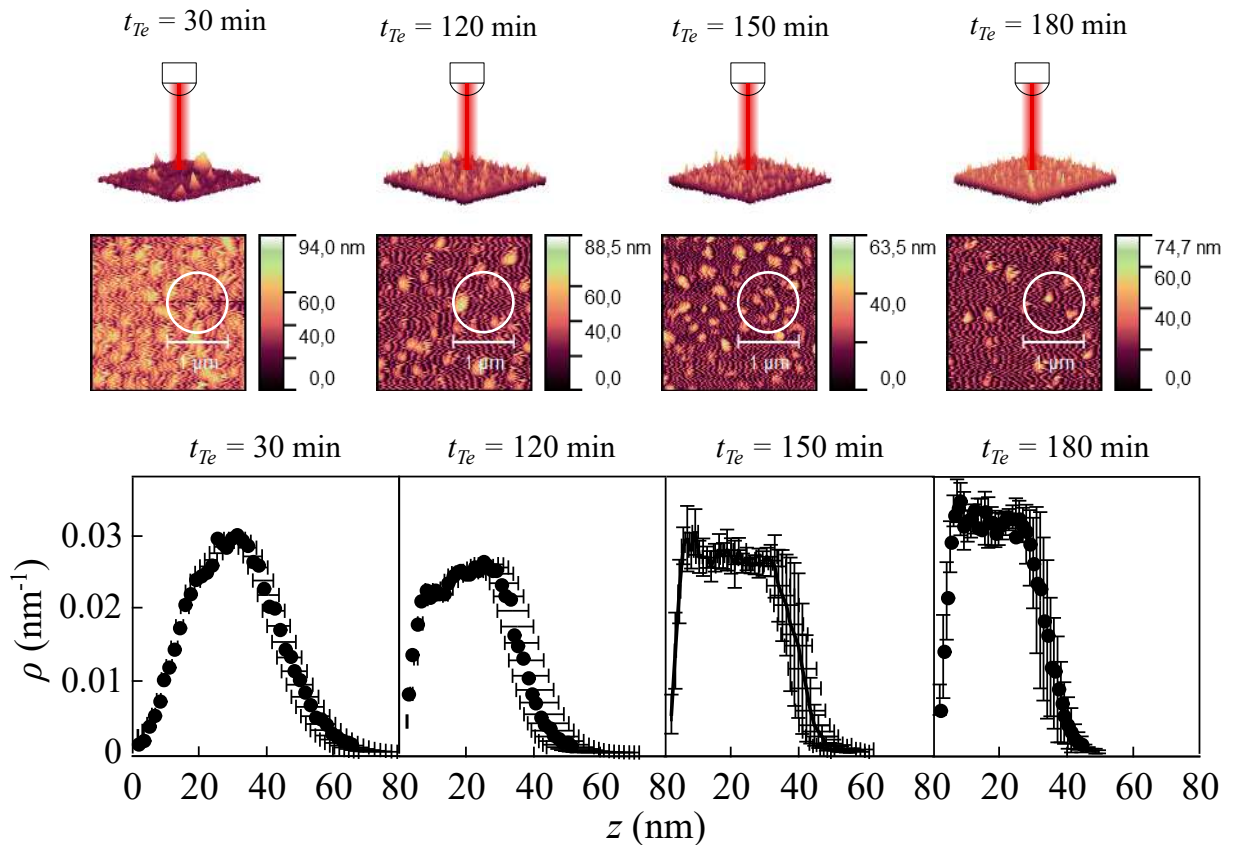 t_Te = 30 min
t_Te = 120 min
t_Te = 150 min
t_Te = 180 min
94,0 nm
60,0
40,0
0,0
1 µm
88,5 nm
60,0
40,0
0,0
1 µm
63,5 nm
40,0
0,0
1 µm
74,7 nm
60,0
40,0
0,0
1 µm
t_Te = 30 min
t_Te = 120 min
t_Te = 150 min
t_Te = 180 min
ρ (nm⁻¹)
0.03
0.02
0.01
0
0 20 40 60 80 20 40 60 80 20 40 60 80 20 40 60 80
z (nm)